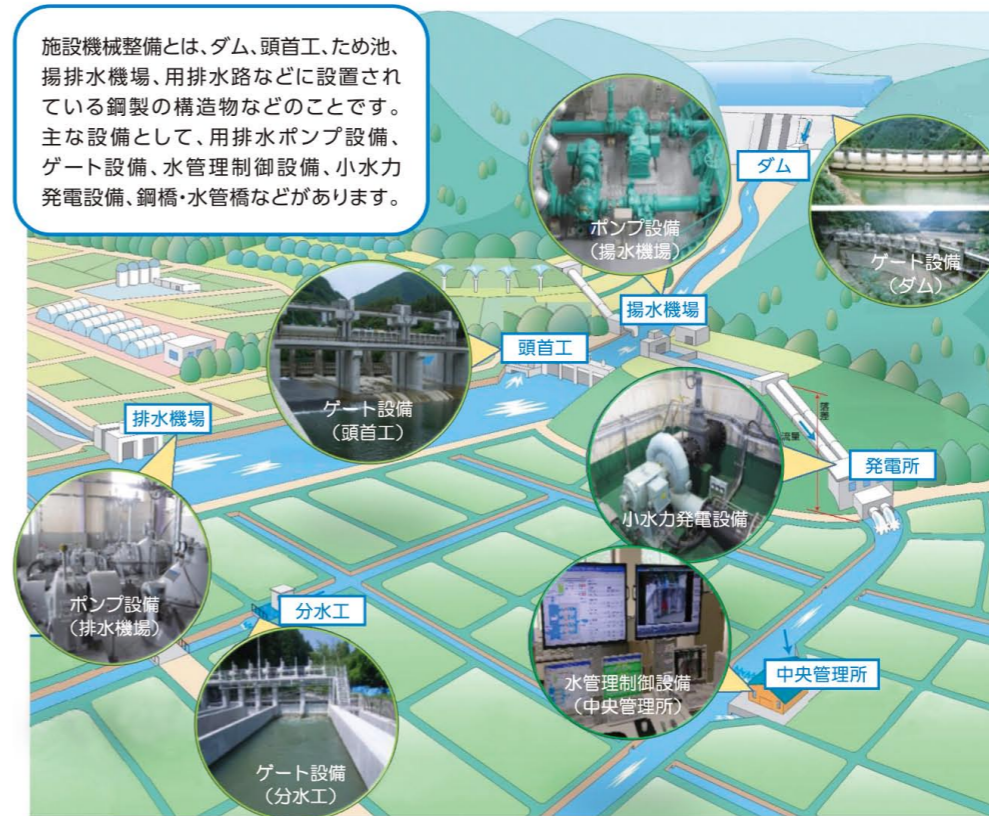 施設機械整備とは、ダム、頭首工、ため池、
揚排水機場、用排水路などに設置され
ている鋼製の構造物などのことです。
主な設備として、用排水ポンプ設備、
ゲート設備、水管理制御設備、小水力
発電設備、鋼橋・水管橋などがあります。
ダム
ポンプ設備
（揚水機場）
ゲート設備
（ダム）
揚水機場
頭首工
ゲート設備
（頭首工）
排水機場
落差
流量
発電所
小水力発電設備
ポンプ設備
（排水機場）
分水工
水管理制御設備
（中央管理所）
中央管理所
ゲート設備
（分水工）